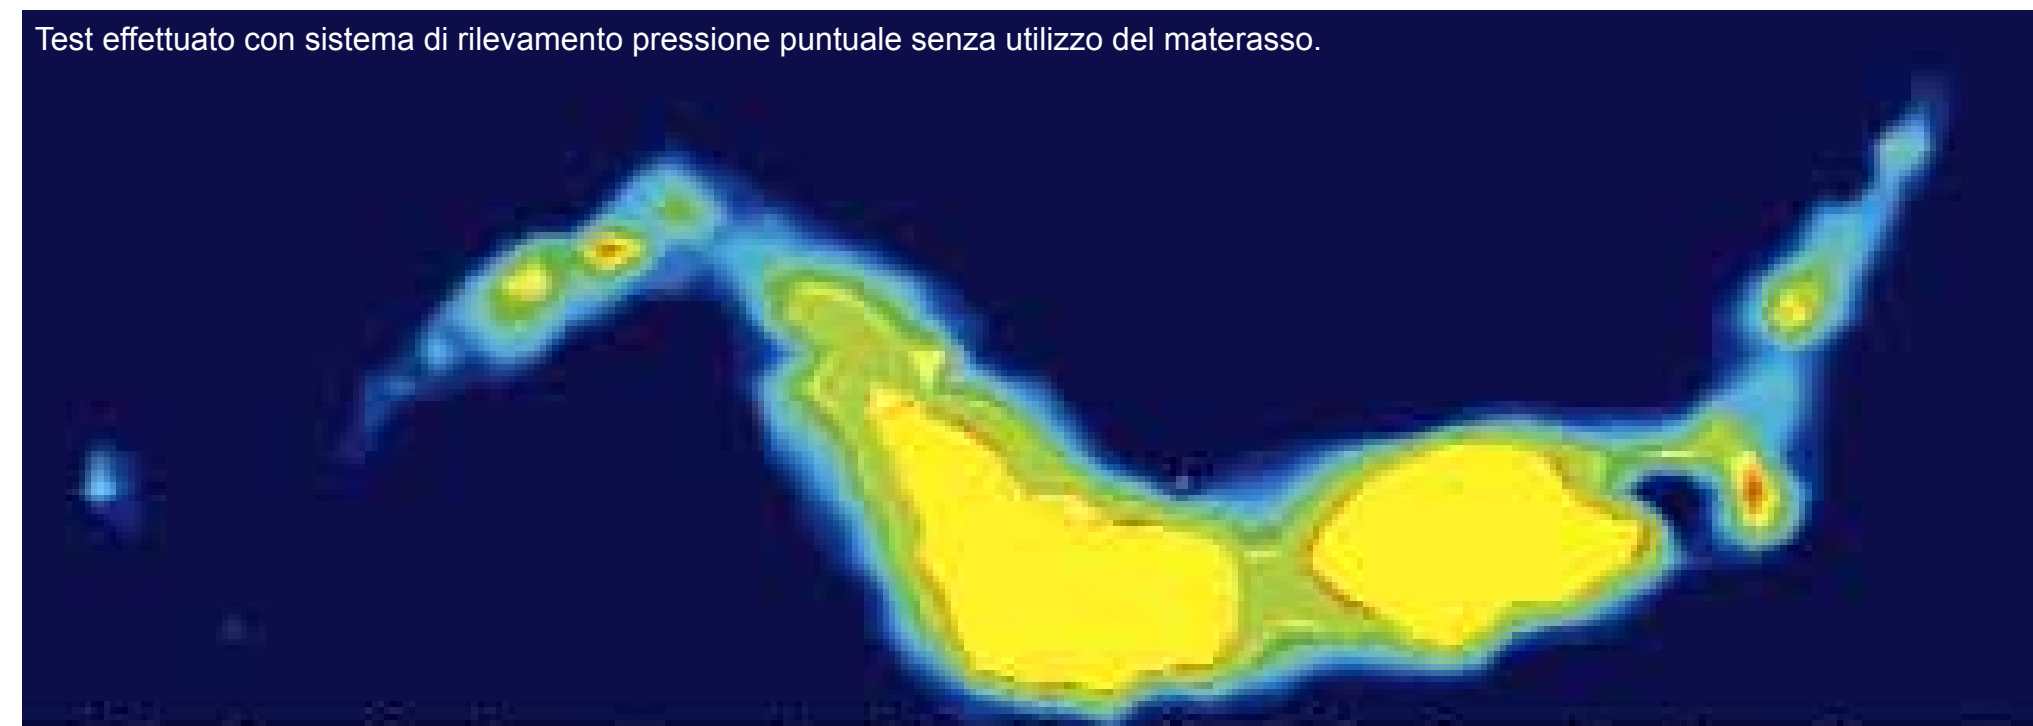 Test effettuato con sistema di rilevamento pressione puntuale senza utilizzo del materasso.